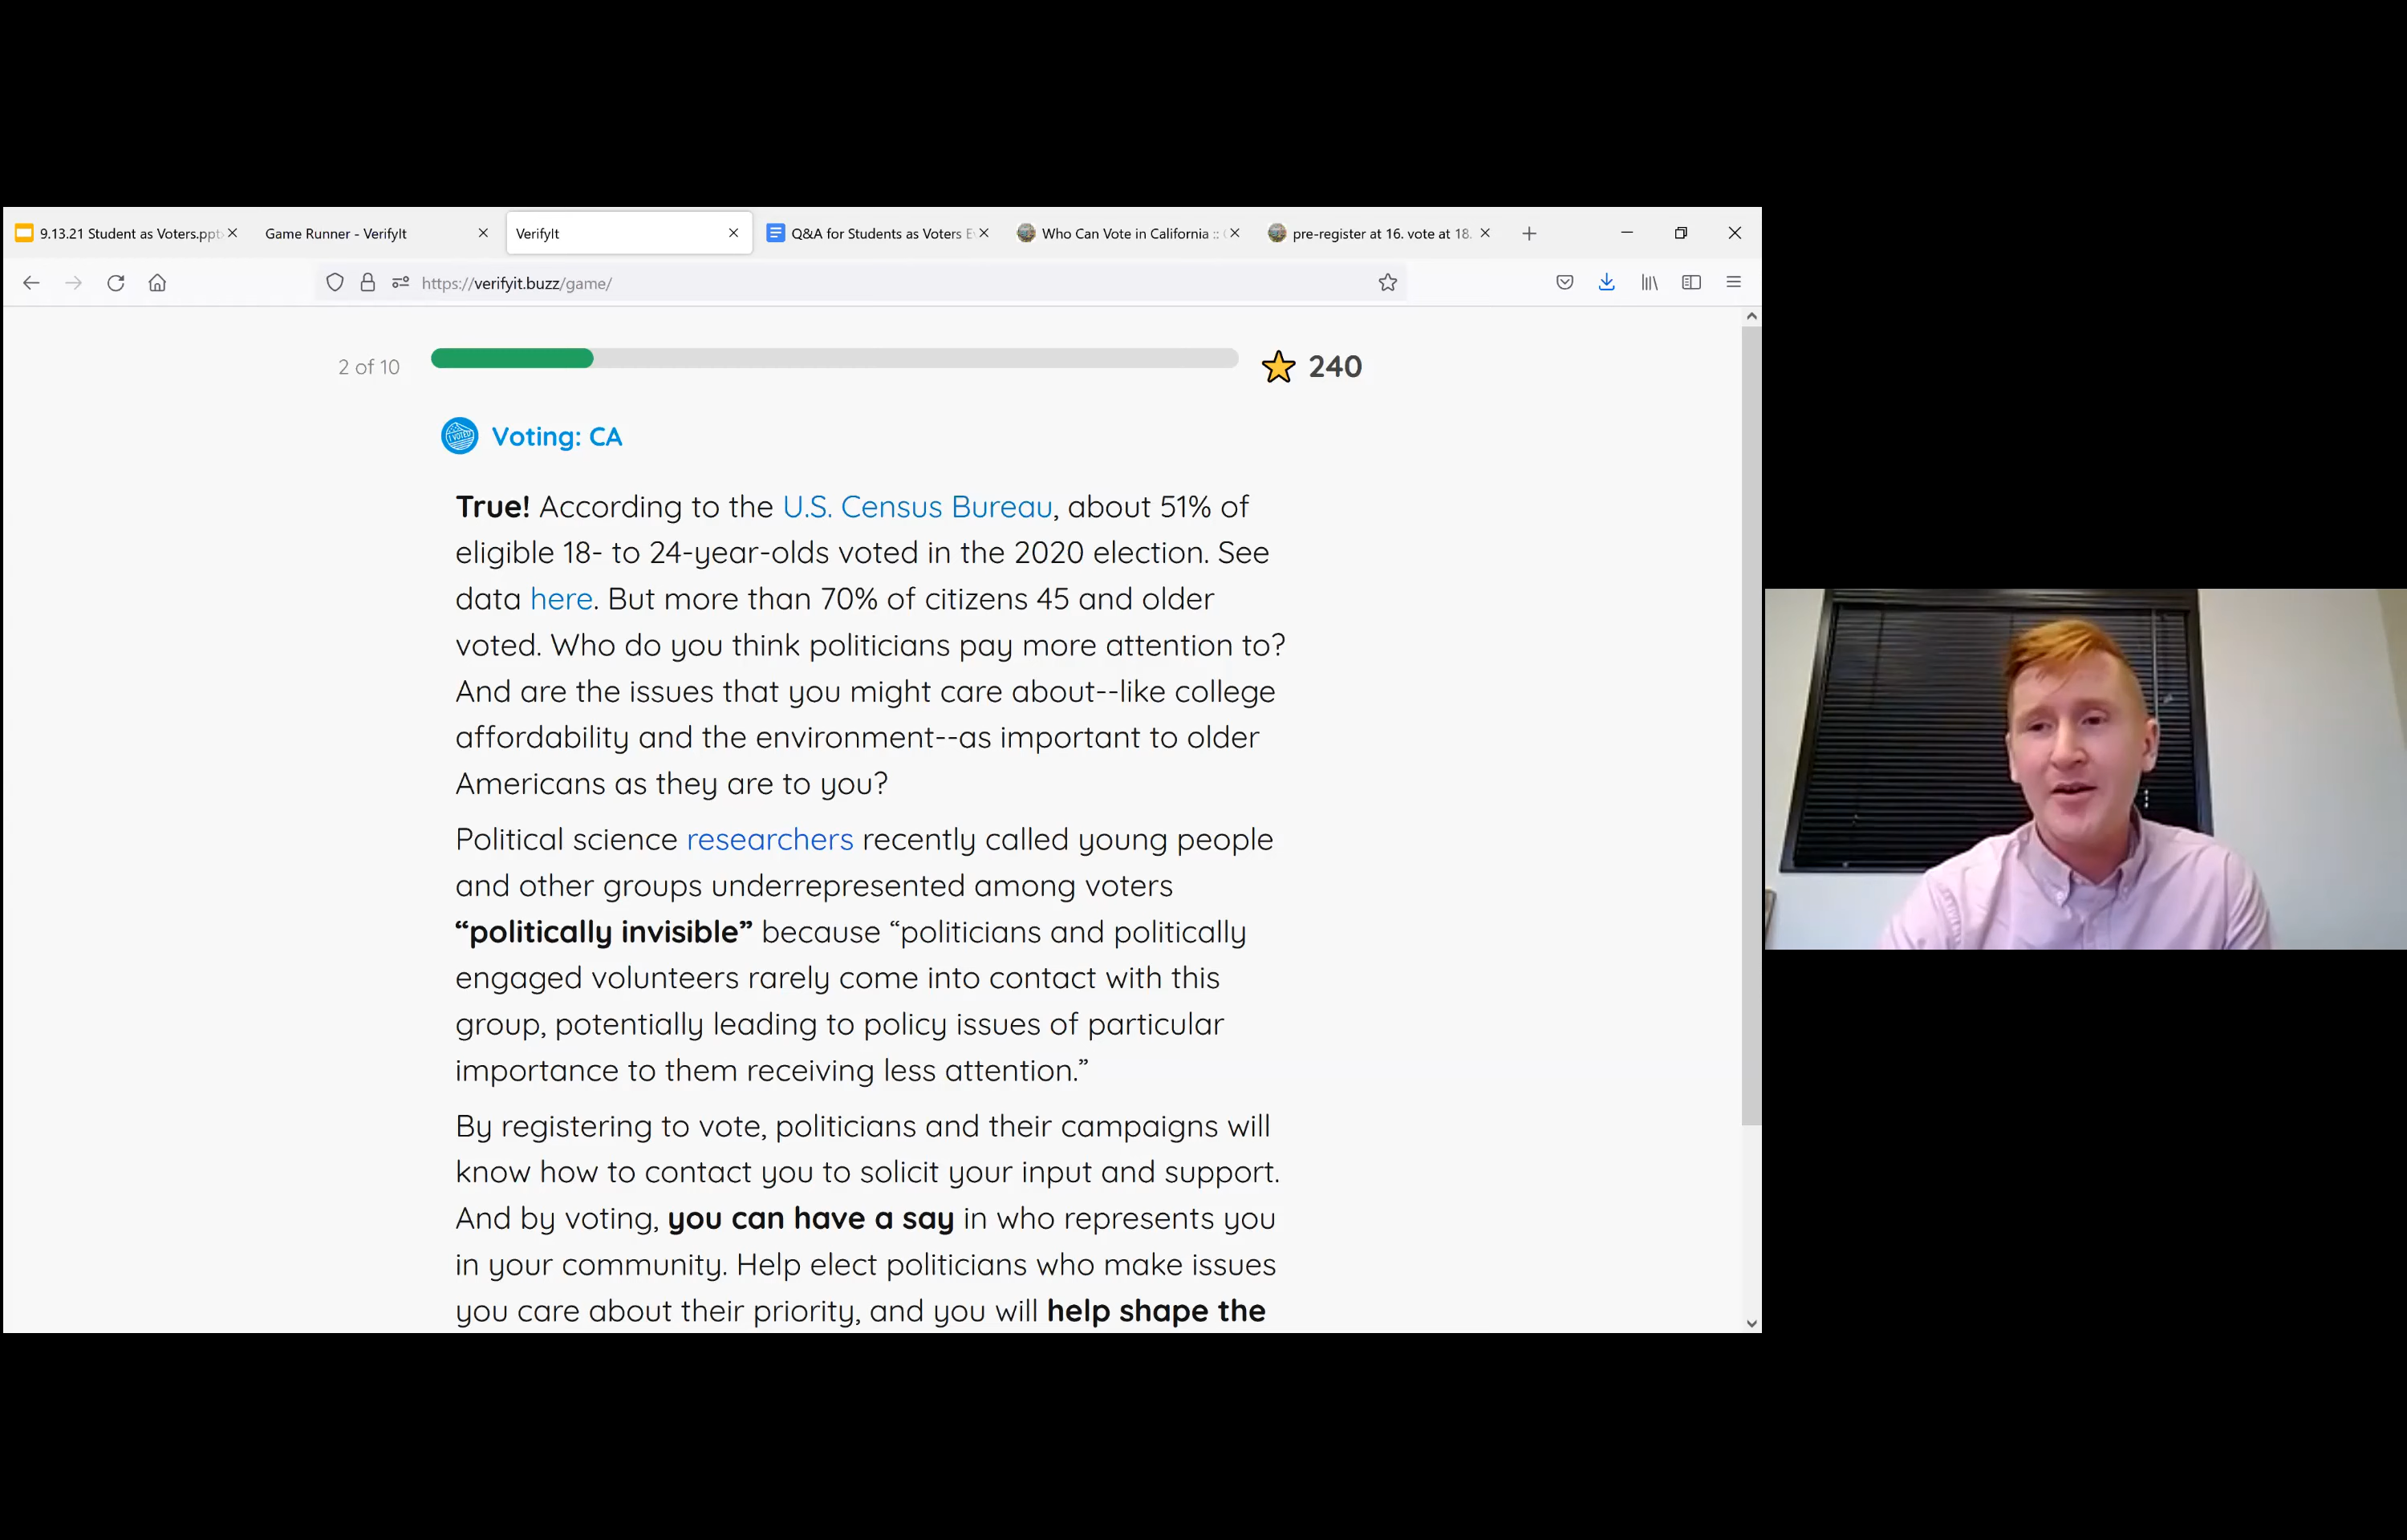 9.13.21 Student as Voters.ppt
Game Runner - VerifyIt
VerifyIt
Q&A for Students as Voters E
Who Can Vote in California ::
pre-register at 16. vote at 18.
https://verifyit.buzz/game/
2 of 10
240
I VOTED
Voting: CA
True! According to the U.S. Census Bureau, about 51% of
eligible 18- to 24-year-olds voted in the 2020 election. See
data here. But more than 70% of citizens 45 and older
voted. Who do you think politicians pay more attention to?
And are the issues that you might care about--like college
affordability and the environment--as important to older
Americans as they are to you?
Political science researchers recently called young people
and other groups underrepresented among voters
“politically invisible” because “politicians and politically
engaged volunteers rarely come into contact with this
group, potentially leading to policy issues of particular
importance to them receiving less attention.”
By registering to vote, politicians and their campaigns will
know how to contact you to solicit your input and support.
And by voting, you can have a say in who represents you
in your community. Help elect politicians who make issues
you care about their priority, and you will help shape the